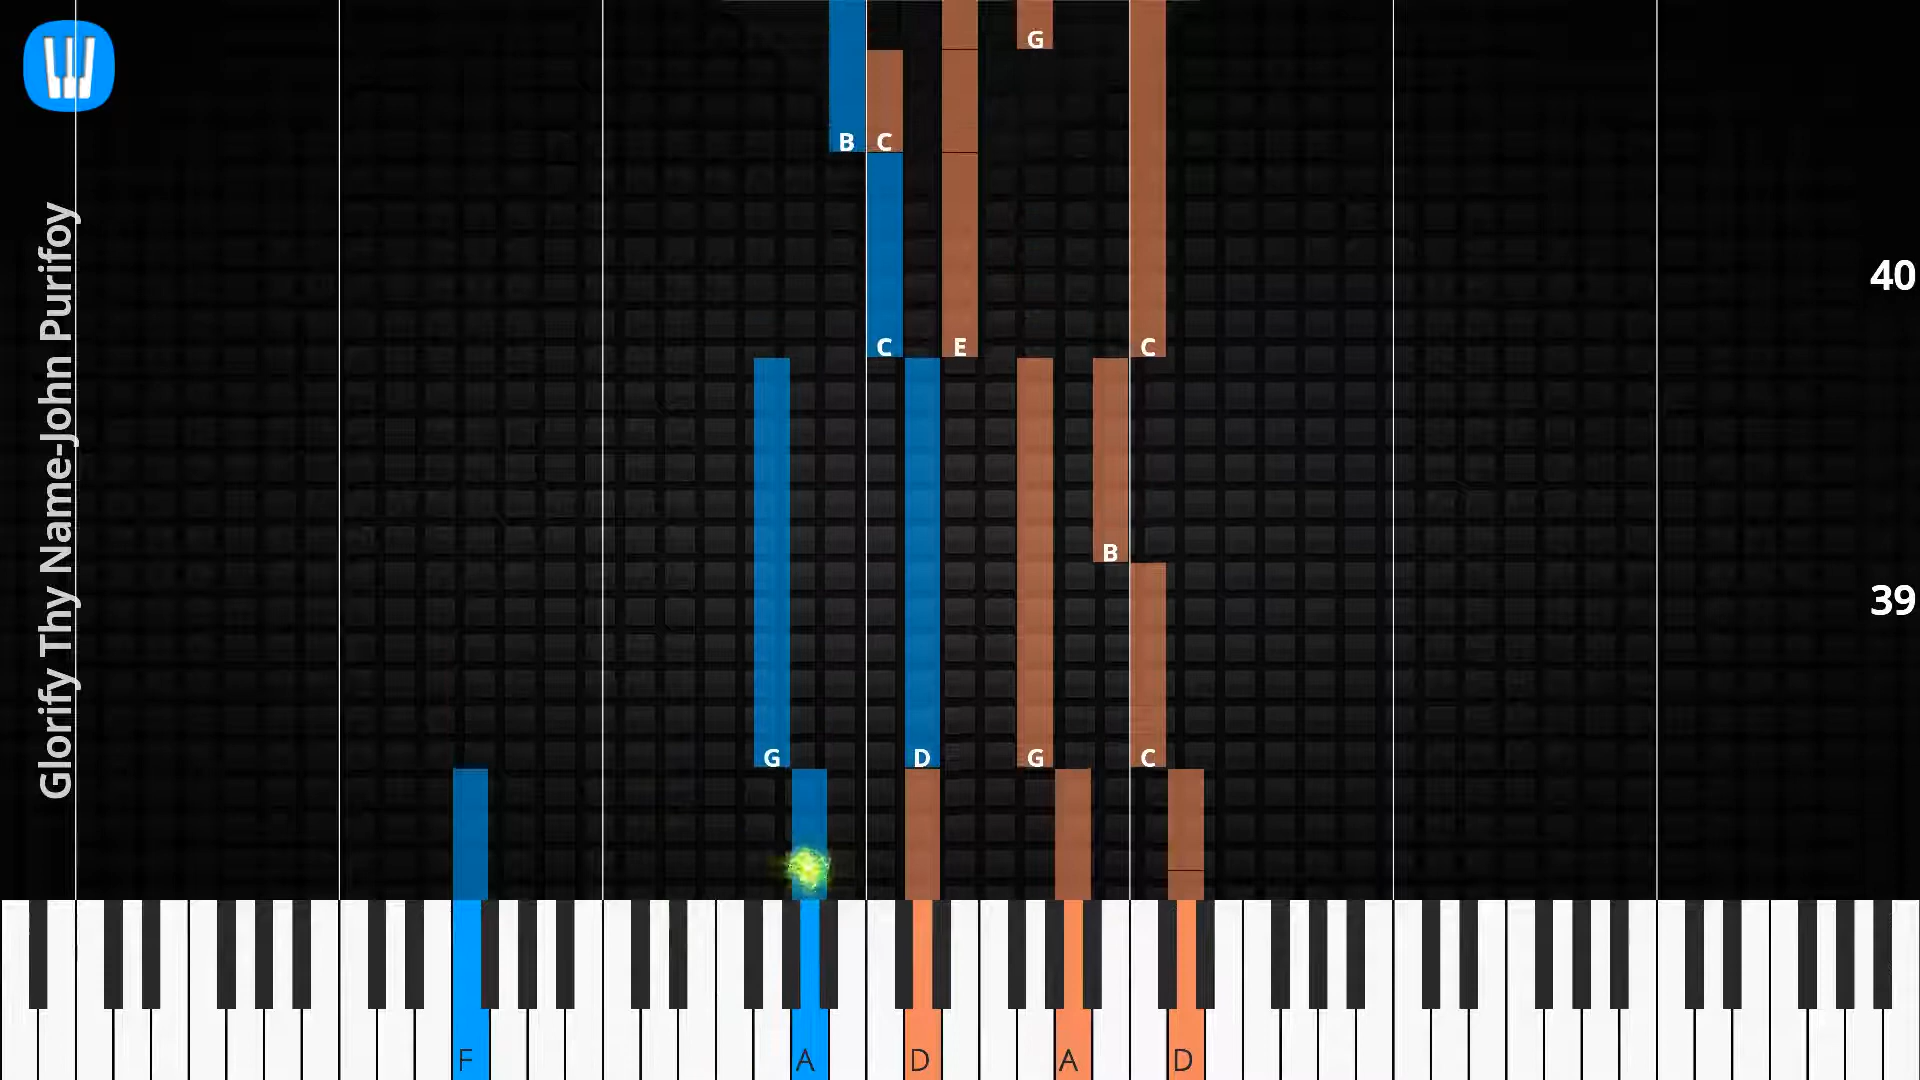 Glorify Thy Name-John Purifoy
G
B C
40
C E C
B
39
G D G C
F A D A D